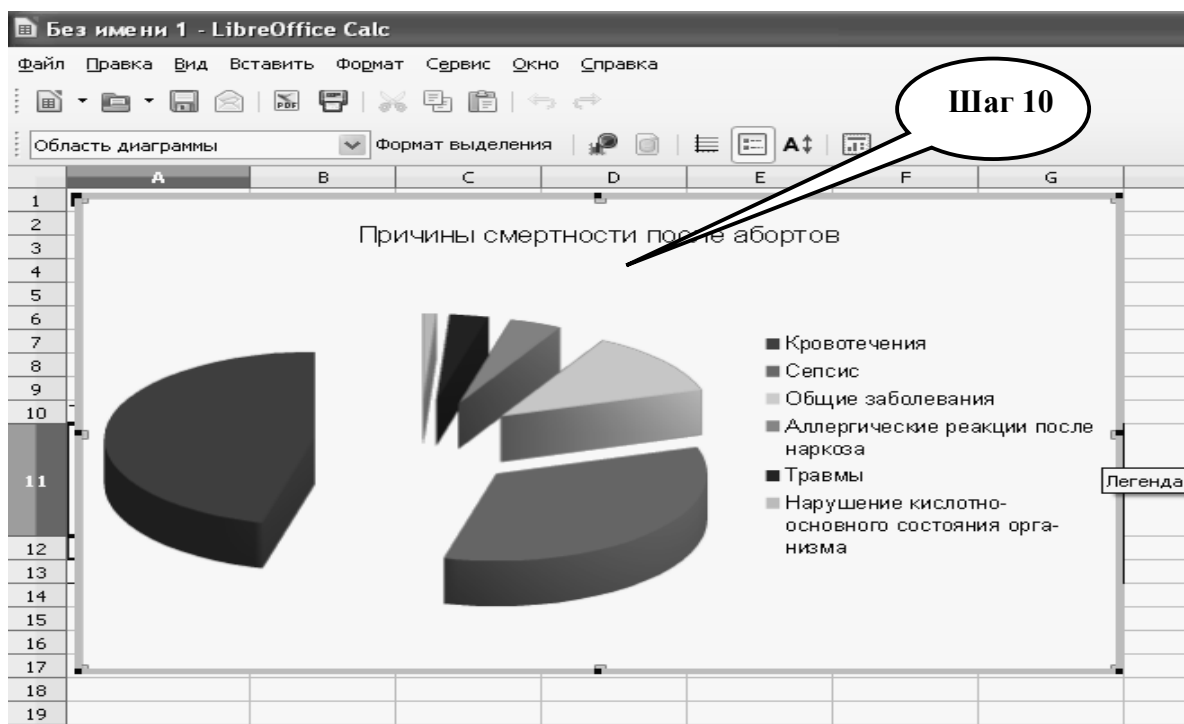 Без имени 1 - LibreOffice Calc
Файл Правка Вид Вставить Формат Сервис Окно Справка
Шаг 10
PDF
Область диаграммы Формат выделения A
A B C D E F G
1
2
3
4
5
6
7
8
9
10
11
12
13
14
15
16
17
18
19
Причины смертности после абортов
Кровотечения
Сепсис
Общие заболевания
Аллергические реакции после
наркоза
Травмы
Нарушение кислотно-
основного состояния орга-
низма
Легенда